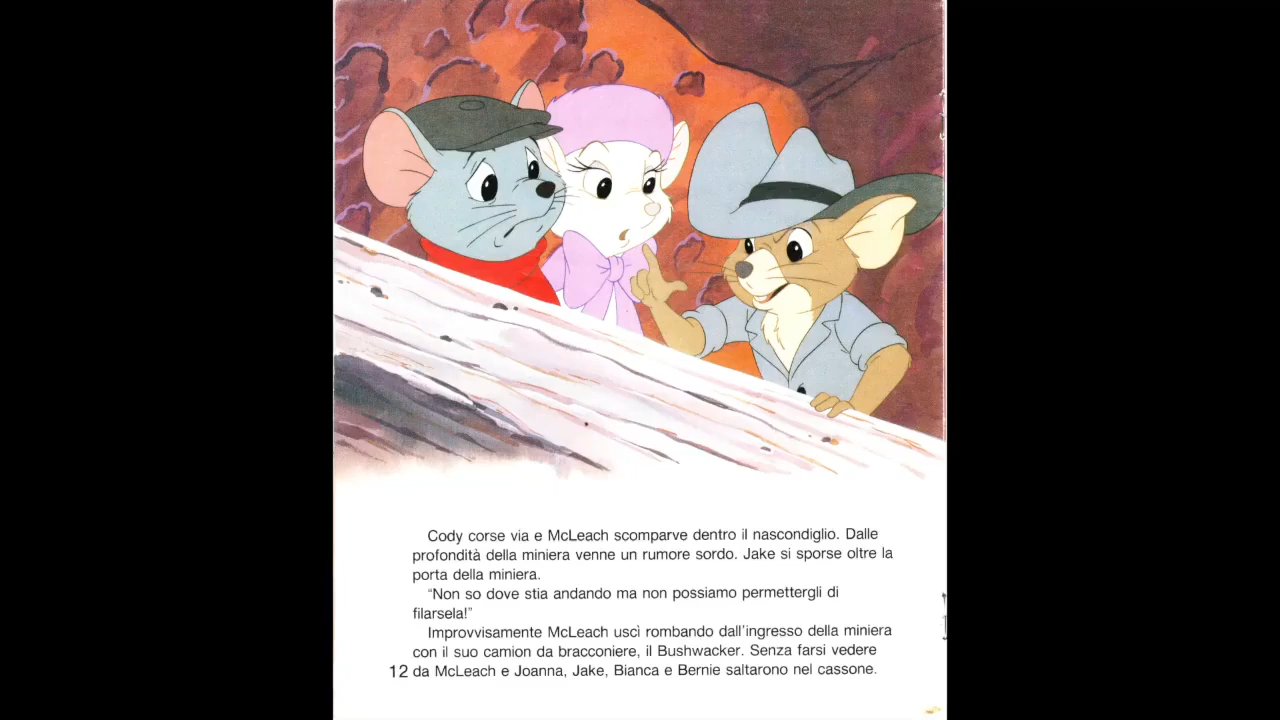 Cody corse via e McLeach scomparve dentro il nascondiglio. Dalle
profondità della miniera venne un rumore sordo. Jake si sporse oltre la
porta della miniera.
“Non so dove stia andando ma non possiamo permettergli di
filarsela!”
Improvvisamente McLeach uscì rombando dall'ingresso della miniera
con il suo camion da bracconiere, il Bushwacker. Senza farsi vedere
12 da McLeach e Joanna, Jake, Bianca e Bernie saltarono nel cassone.